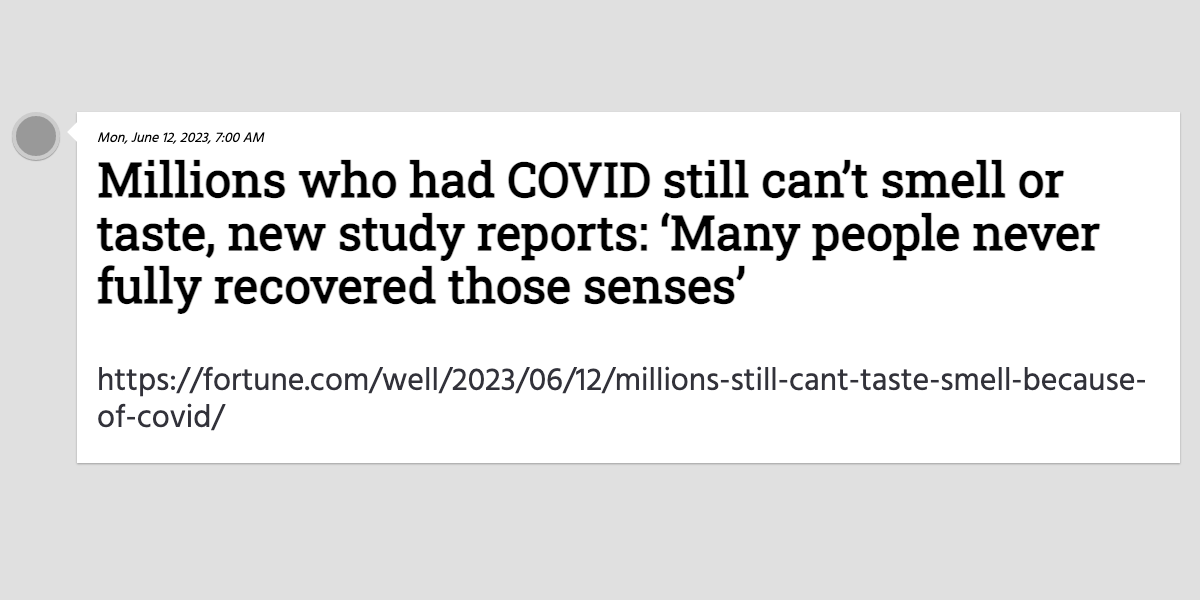 Mon, June 12, 2023, 7:00 AM
Millions who had COVID still can’t smell or
taste, new study reports: ‘Many people never
fully recovered those senses’
https://fortune.com/well/2023/06/12/millions-still-cant-taste-smell-because-
of-covid/